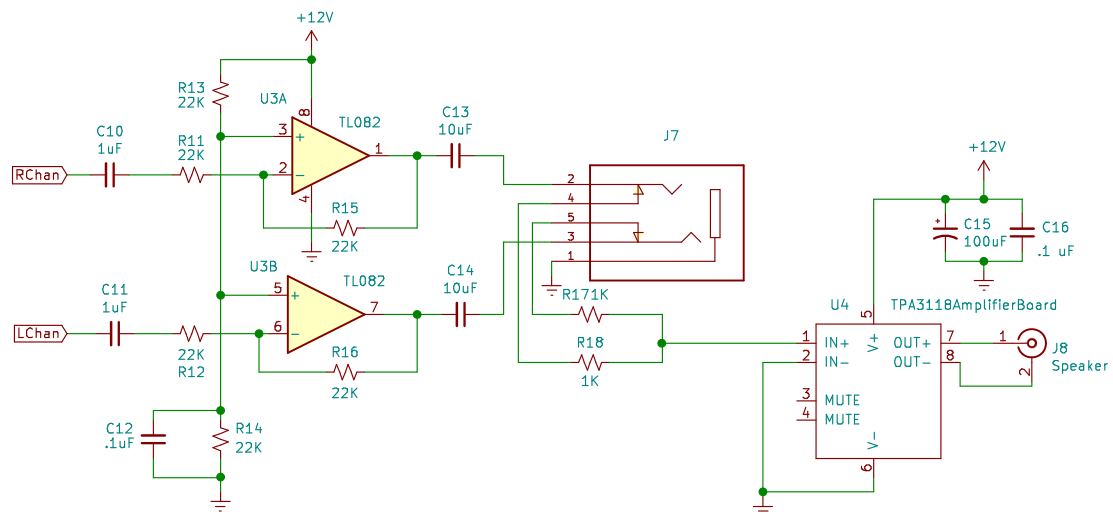 +12V
R13
22K
U3A
8
TL082
C13
10uF
3
+
1
C10
1uF
R11
22K
2
−
4
RChan
R15
22K
J7
2
4
5
3
1
+12V
C15
100uF
+
C16
.1 uF
U3B
TL082
C14
10uF
5
+
7
C11
1uF
6
−
LChan
22K
R12
R16
22K
R171K
R18
1K
U4
TPA3118AmplifierBoard
5
V+
1
IN+
2
IN-
3
MUTE
4
MUTE
OUT+
7
OUT-
8
V-
6
1
2
J8
Speaker
C12
.1uF
R14
22K